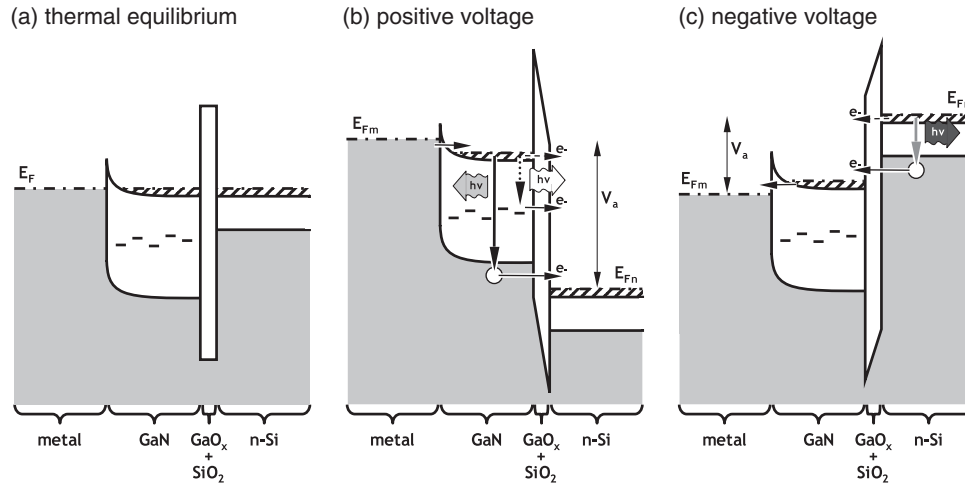 (a) thermal equilibrium
E_F
metal
GaN
GaO_x
+
SiO_2
n-Si
(b) positive voltage
E_Fm
e-
hν
hν
e-
V_a
E_Fn
e-
metal
GaN
GaO_x
+
SiO_2
n-Si
(c) negative voltage
E_Fn
e-
hν
V_a
e-
E_Fm
metal
GaN
GaO_x
+
SiO_2
n-Si